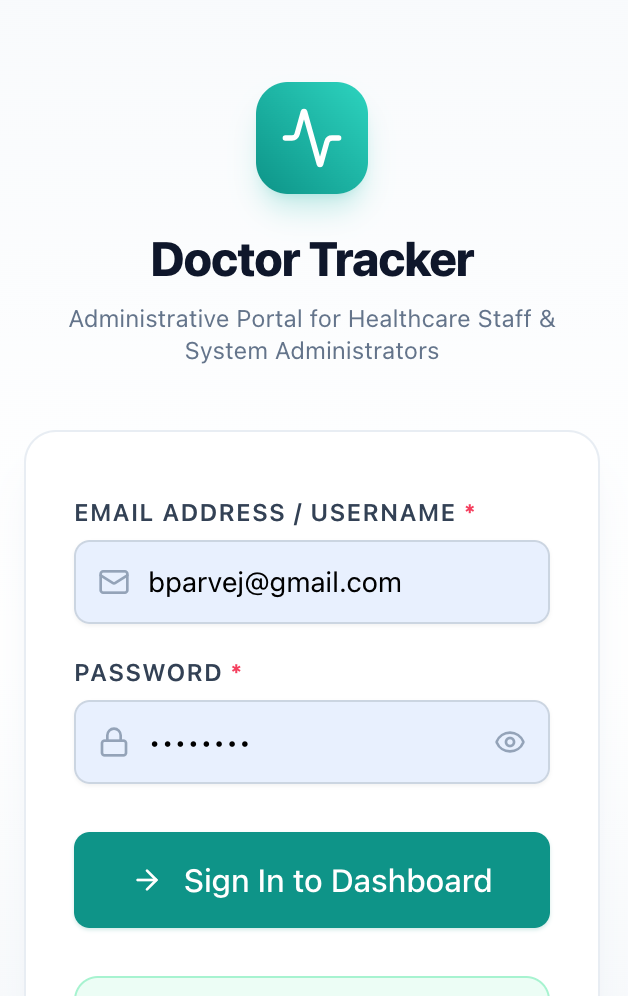 Doctor Tracker
Administrative Portal for Healthcare Staff &
System Administrators
EMAIL ADDRESS / USERNAME *
bparvej@gmail.com
PASSWORD *
••••••••
Sign In to Dashboard